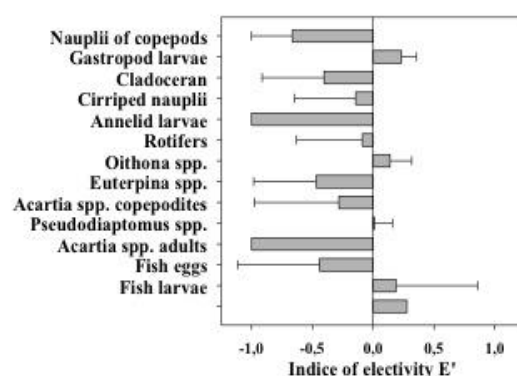 Nauplii of copepods
Gastropod larvae
Cladoceran
Cirriped nauplii
Annelid larvae
Rotifers
Oithona spp.
Euterpina spp.
Acartia spp. copepodites
Pseudodiaptomus spp.
Acartia spp. adults
Fish eggs
Fish larvae
-1,0 -0,5 0,0 0,5 1,0
Indice of electivity E'